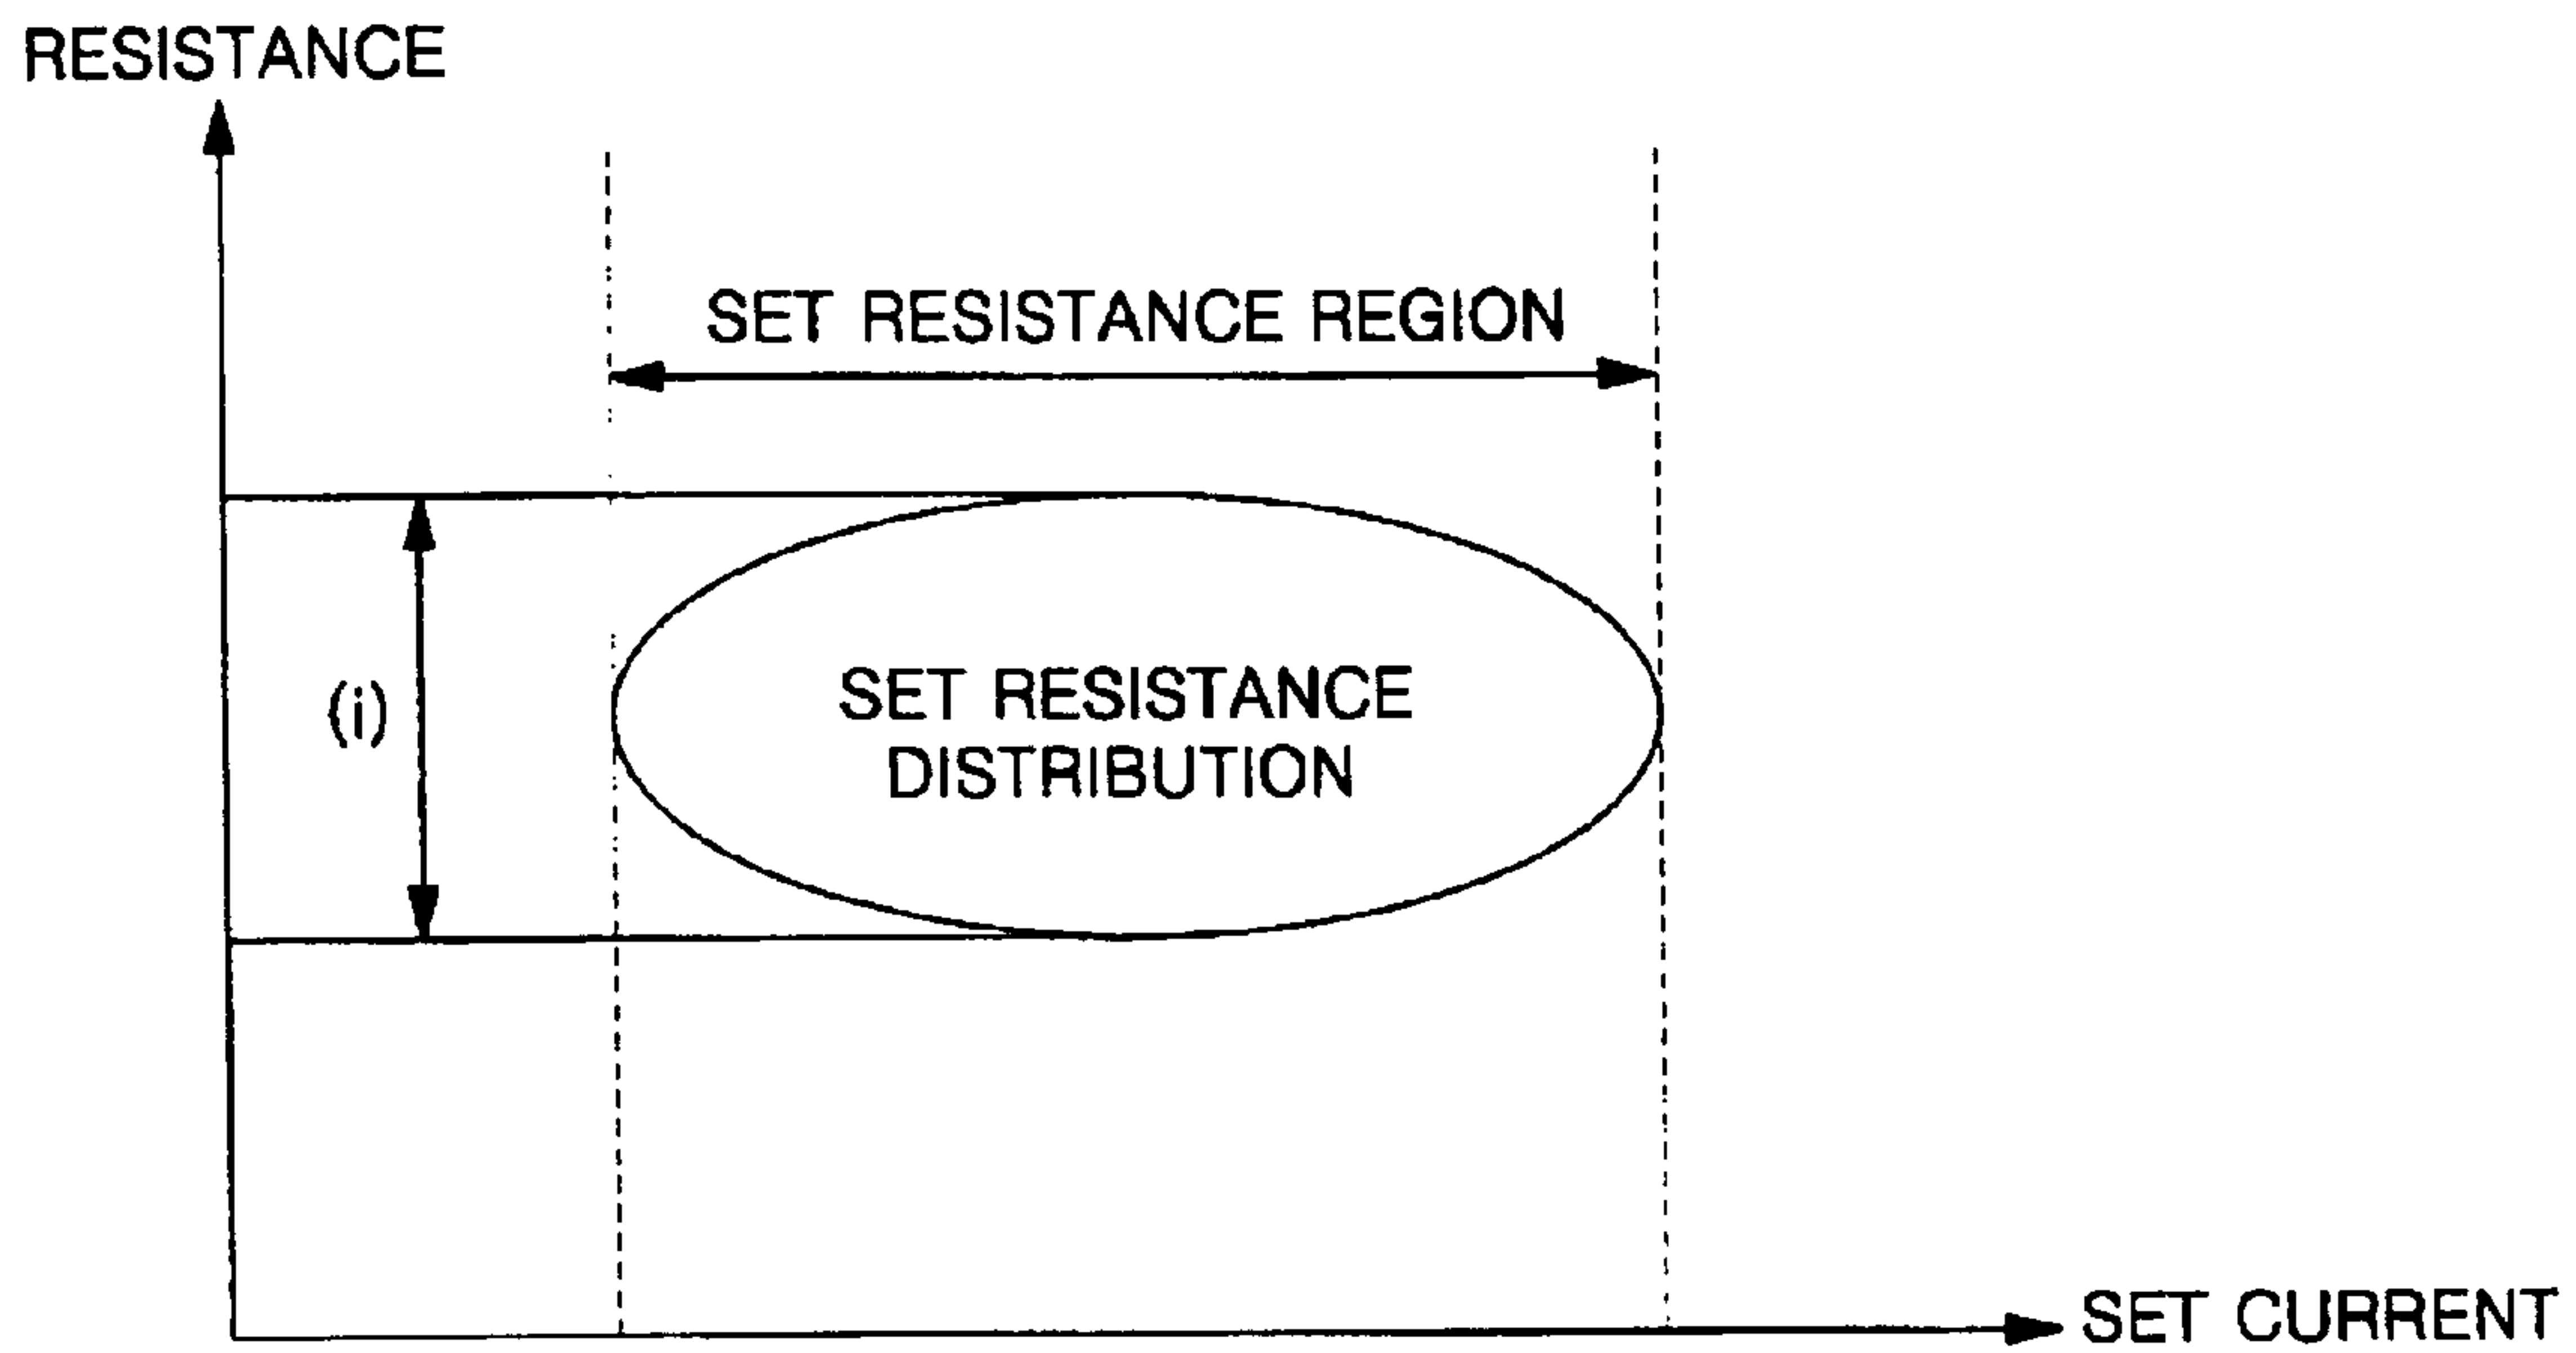 RESISTANCE
SET RESISTANCE REGION
(i)
SET RESISTANCE
DISTRIBUTION
SET CURRENT